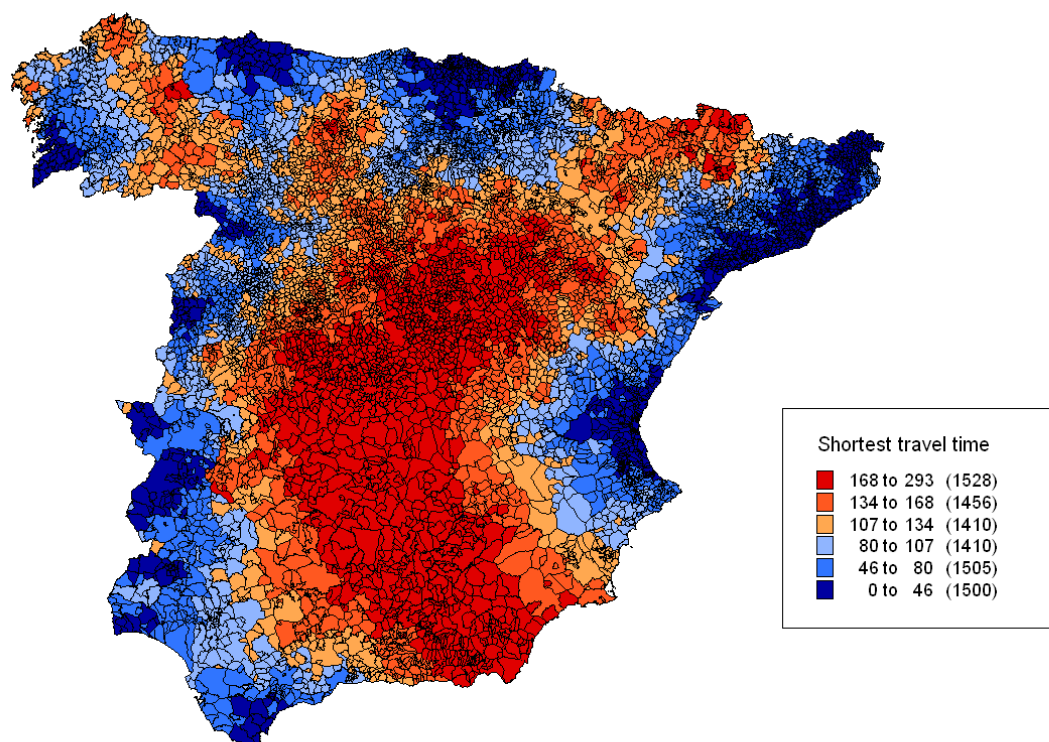 Shortest travel time
168 to 293 (1528)
134 to 168 (1456)
107 to 134 (1410)
80 to 107 (1410)
46 to 80 (1505)
0 to 46 (1500)